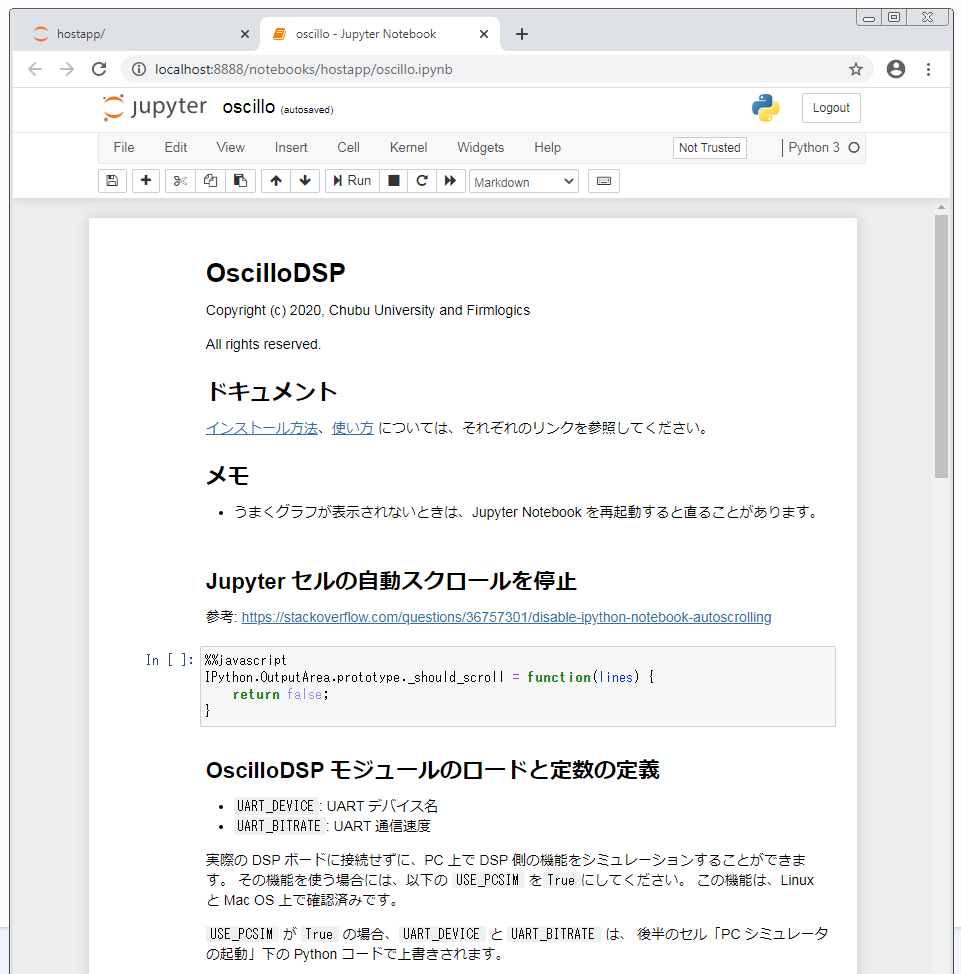 hostapp/
oscillo - Jupyter Notebook
localhost:8888/notebooks/hostapp/oscillo.ipynb
jupyter oscillo (autosaved)
Logout
File Edit View Insert Cell Kernel Widgets Help Not Trusted Python 3
Run Markdown
OscilloDSP
Copyright (c) 2020, Chubu University and Firmlogics
All rights reserved.
ドキュメント
インストール方法、使い方 については、それぞれのリンクを参照してください。
メモ
• うまくグラフが表示されないときは、Jupyter Notebook を再起動すると直ることがあります。
Jupyter セルの自動スクロールを停止
参考: https://stackoverflow.com/questions/36757301/disable-ipython-notebook-autoscrolling
In [ ]: %%javascript
IPython.OutputArea.prototype._should_scroll = function(lines) {
    return false;
}
OscilloDSP モジュールのロードと定数の定義
• UART_DEVICE : UART デバイス名
• UART_BITRATE : UART 通信速度
実際の DSP ボードに接続せずに、PC 上で DSP 側の機能をシミュレーションすることができま
す。 その機能を使う場合には、以下の USE_PCSIM を True にしてください。 この機能は、Linux
と Mac OS 上で確認済みです。
USE_PCSIM が True の場合、 UART_DEVICE と UART_BITRATE は、 後半のセル「PC シミュレータ
の起動」下の Python コードで上書きされます。